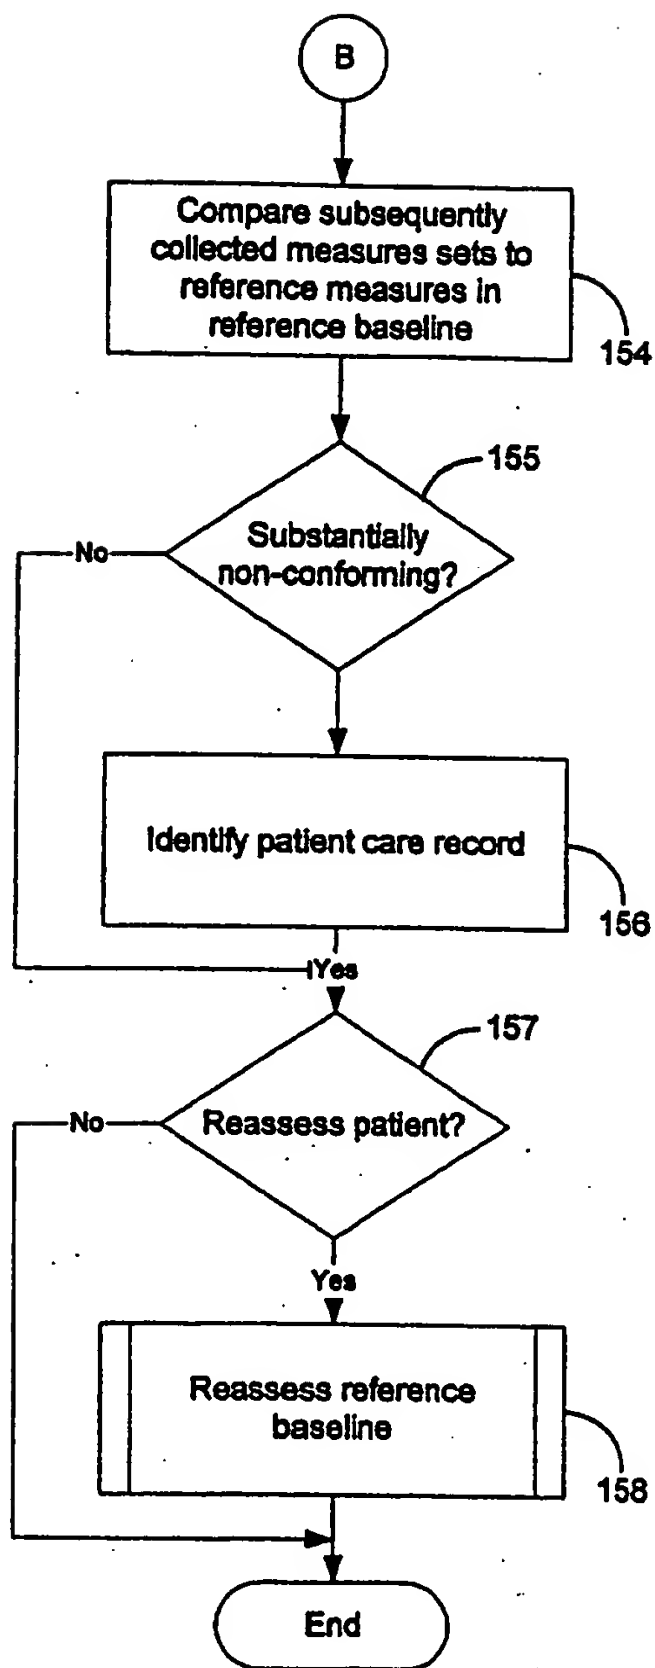 B
Compare subsequently
collected measures sets to
reference measures in
reference baseline
154
155
Substantially
non-conforming?
No
Identify patient care record
156
Yes
157
Reassess patient?
No
Yes
Reassess reference
baseline
158
End